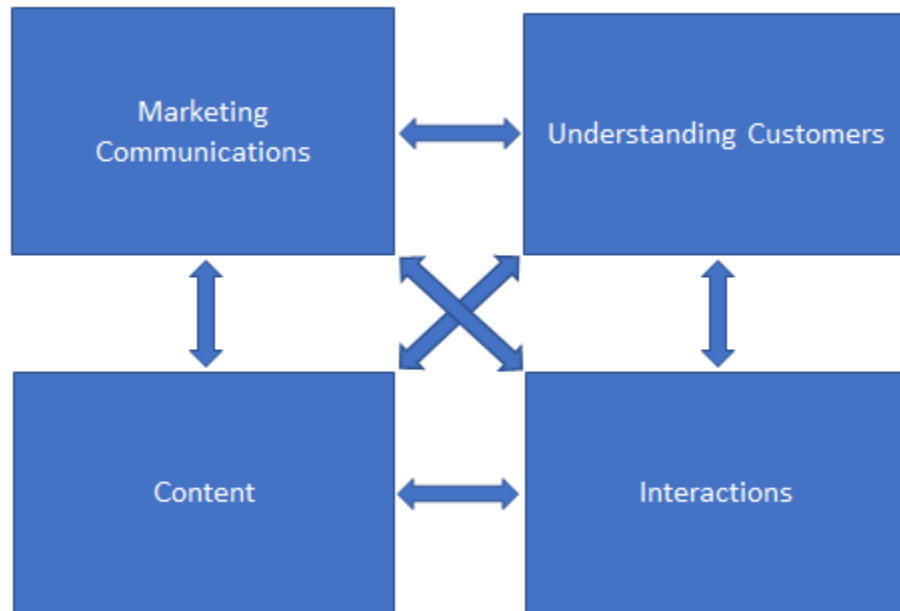 Marketing
Communications
Understanding Customers
Content
Interactions